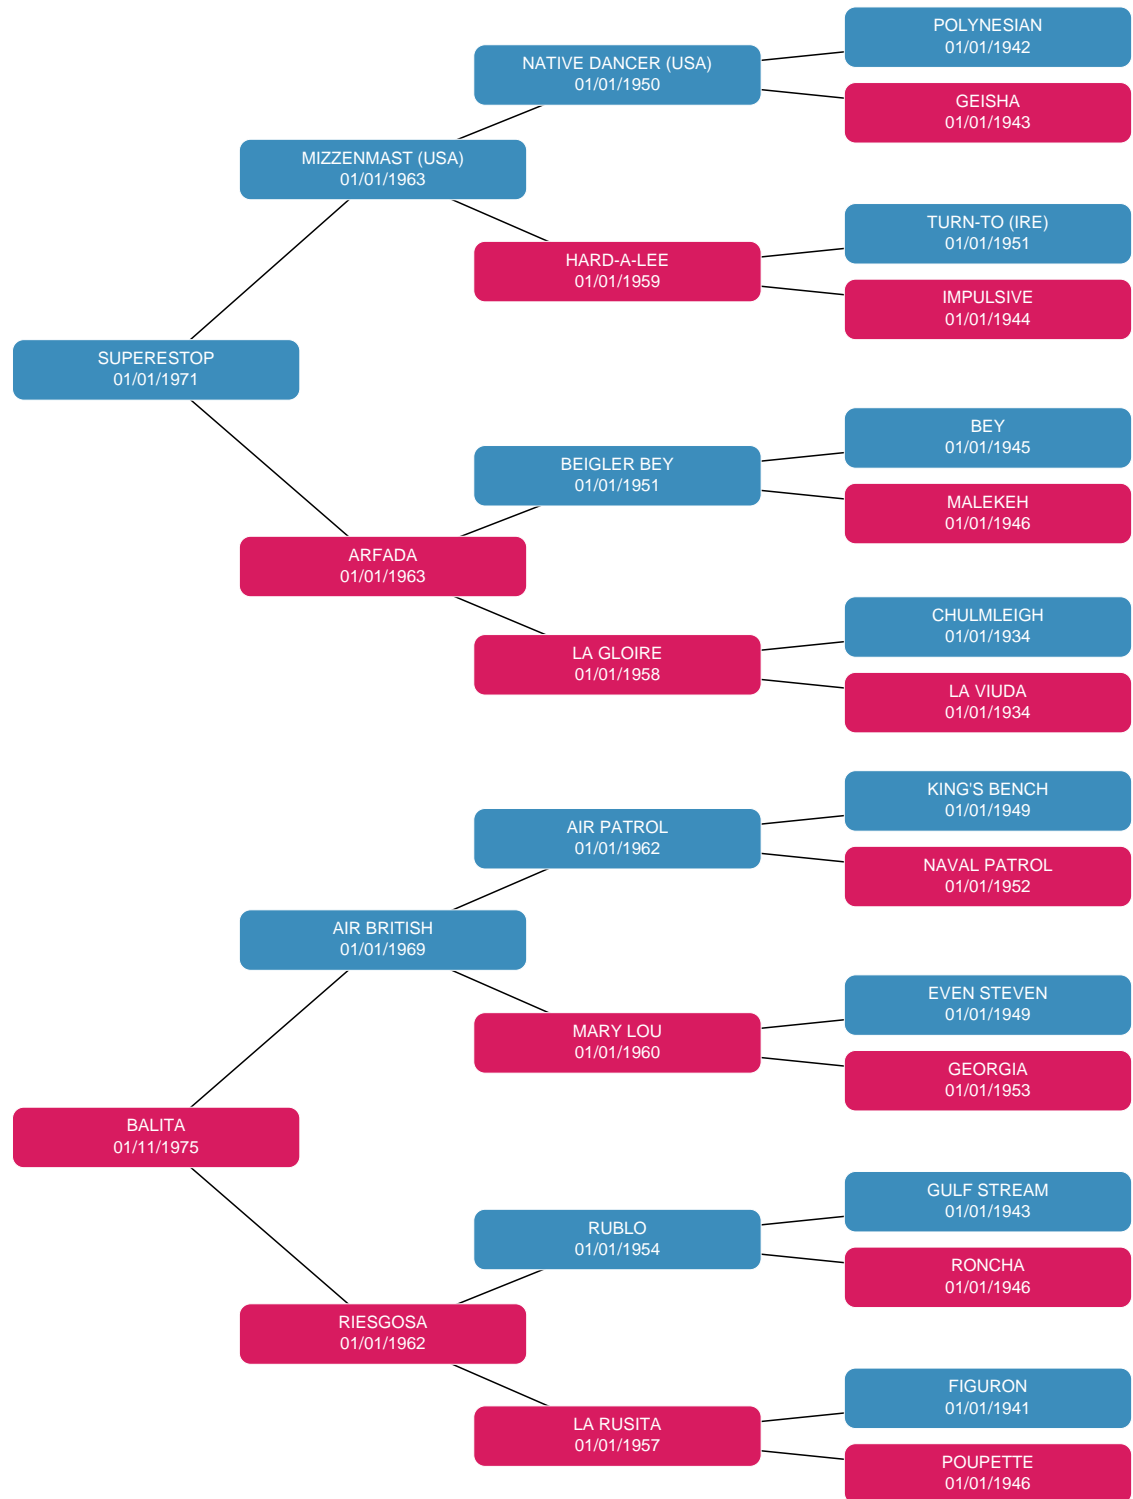 POLYNESIAN
01/01/1942
NATIVE DANCER (USA)
01/01/1950
GEISHA
01/01/1943
MIZZENMAST (USA)
01/01/1963
TURN-TO (IRE)
01/01/1951
HARD-A-LEE
01/01/1959
IMPULSIVE
01/01/1944
SUPERESTOP
01/01/1971
BEY
01/01/1945
BEIGLER BEY
01/01/1951
MALEKEH
01/01/1946
ARFADA
01/01/1963
CHULMLEIGH
01/01/1934
LA GLOIRE
01/01/1958
LA VIUDA
01/01/1934
KING'S BENCH
01/01/1949
AIR PATROL
01/01/1962
NAVAL PATROL
01/01/1952
AIR BRITISH
01/01/1969
EVEN STEVEN
01/01/1949
MARY LOU
01/01/1960
GEORGIA
01/01/1953
BALITA
01/11/1975
GULF STREAM
01/01/1943
RUBLO
01/01/1954
RONCHA
01/01/1946
RIESGOSA
01/01/1962
FIGURON
01/01/1941
LA RUSITA
01/01/1957
POUPETTE
01/01/1946